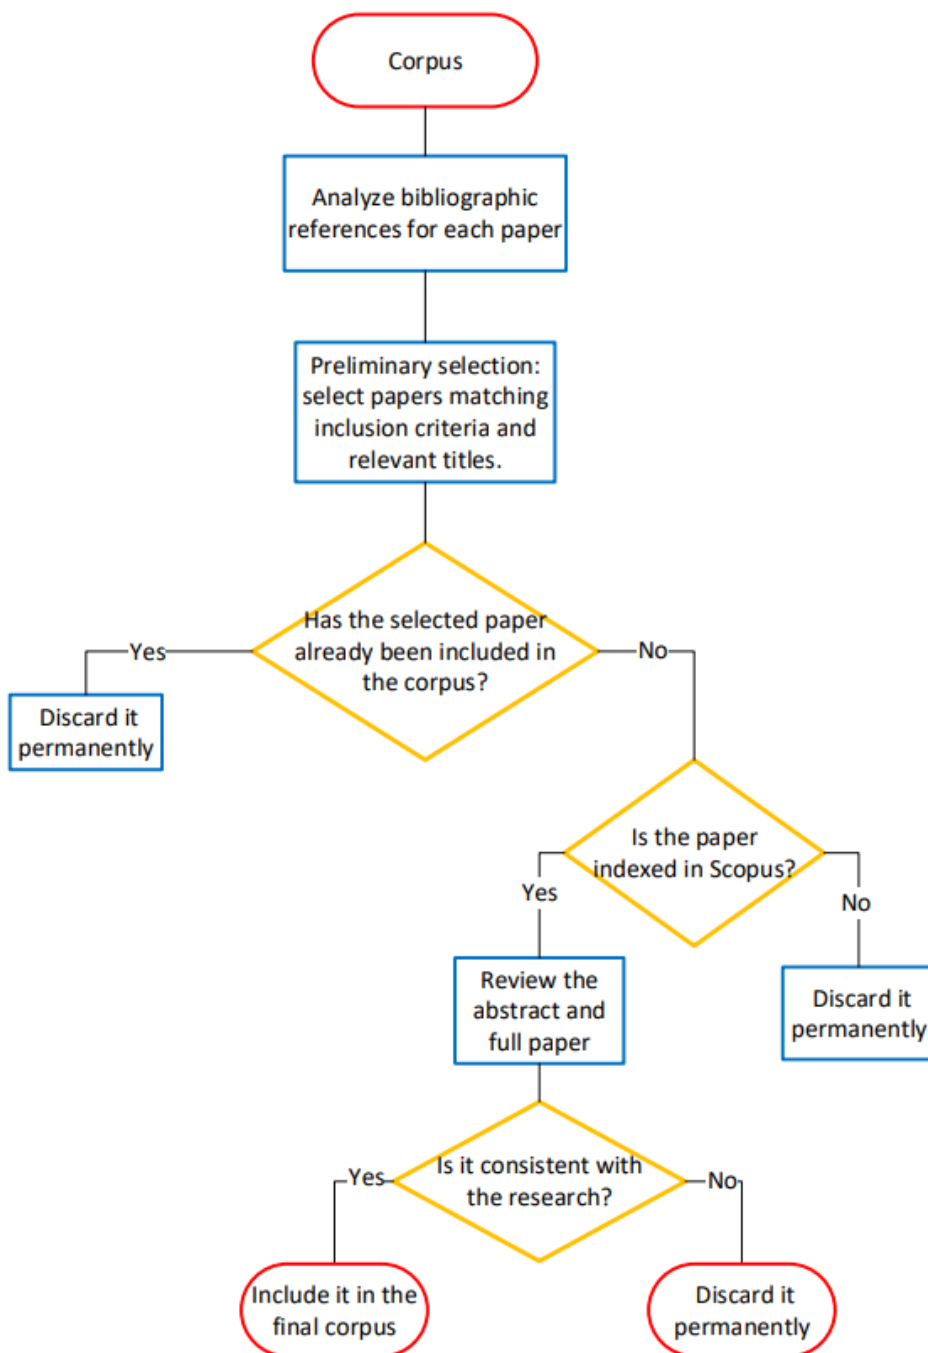 Corpus
Analyze bibliographic
references for each paper
Preliminary selection:
select papers matching
inclusion criteria and
relevant titles.
Has the selected paper
already been included in
the corpus?
Yes
No
Discard it
permanently
Is the paper
indexed in Scopus?
Yes
No
Review the
abstract and
full paper
Discard it
permanently
Is it consistent with
the research?
Yes
No
Include it in the
final corpus
Discard it
permanently